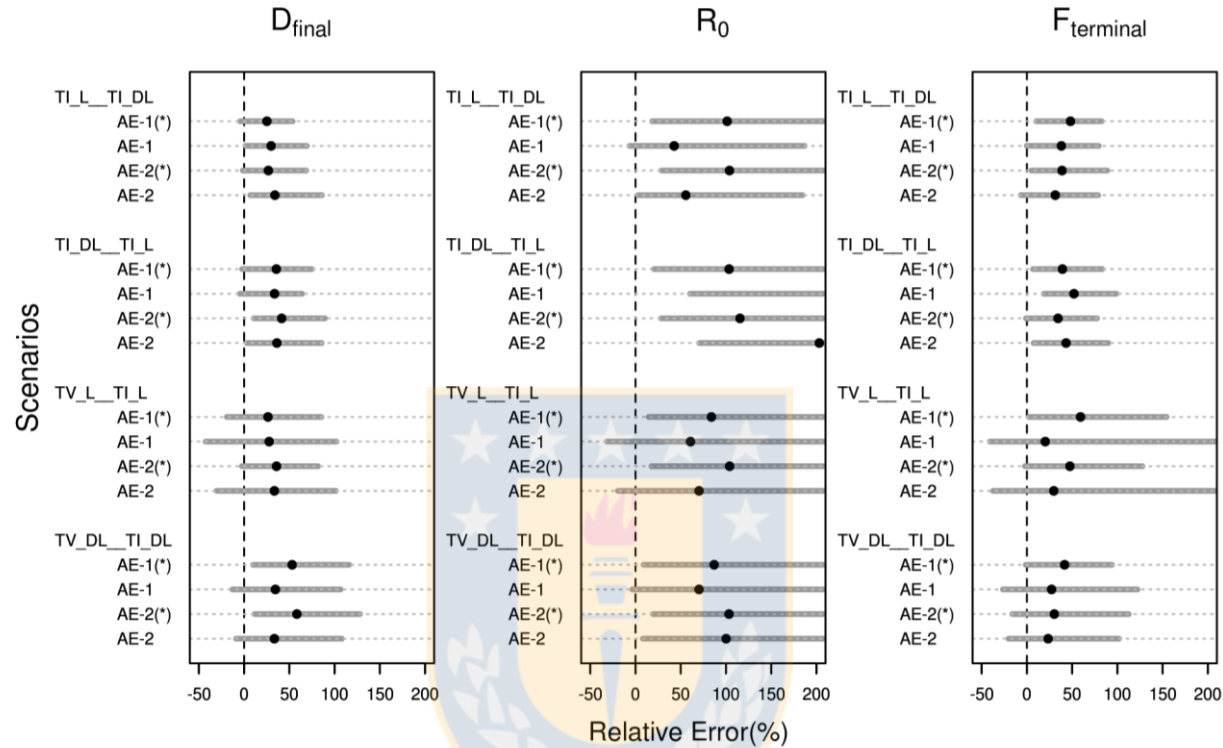 D_final R_0 F_terminal
TI_L__TI_DL TI_L__TI_DL TI_L__TI_DL
AE-1(*) AE-1(*) AE-1(*)
AE-1 AE-1 AE-1
AE-2(*) AE-2(*) AE-2(*)
AE-2 AE-2 AE-2
TI_DL__TI_L TI_DL__TI_L TI_DL__TI_L
AE-1(*) AE-1(*) AE-1(*)
AE-1 AE-1 AE-1
AE-2(*) AE-2(*) AE-2(*)
AE-2 AE-2 AE-2
Scenarios
TV_L__TI_L TV_L__TI_L TV_L__TI_L
AE-1(*) AE-1(*) AE-1(*)
AE-1 AE-1 AE-1
AE-2(*) AE-2(*) AE-2(*)
AE-2 AE-2 AE-2
TV_DL__TI_DL TV_DL__TI_DL TV_DL__TI_DL
AE-1(*) AE-1(*) AE-1(*)
AE-1 AE-1 AE-1
AE-2(*) AE-2(*) AE-2(*)
AE-2 AE-2 AE-2
-50 0 50 100 150 200 -50 0 50 100 150 200 -50 0 50 100 150 200
Relative Error(%)